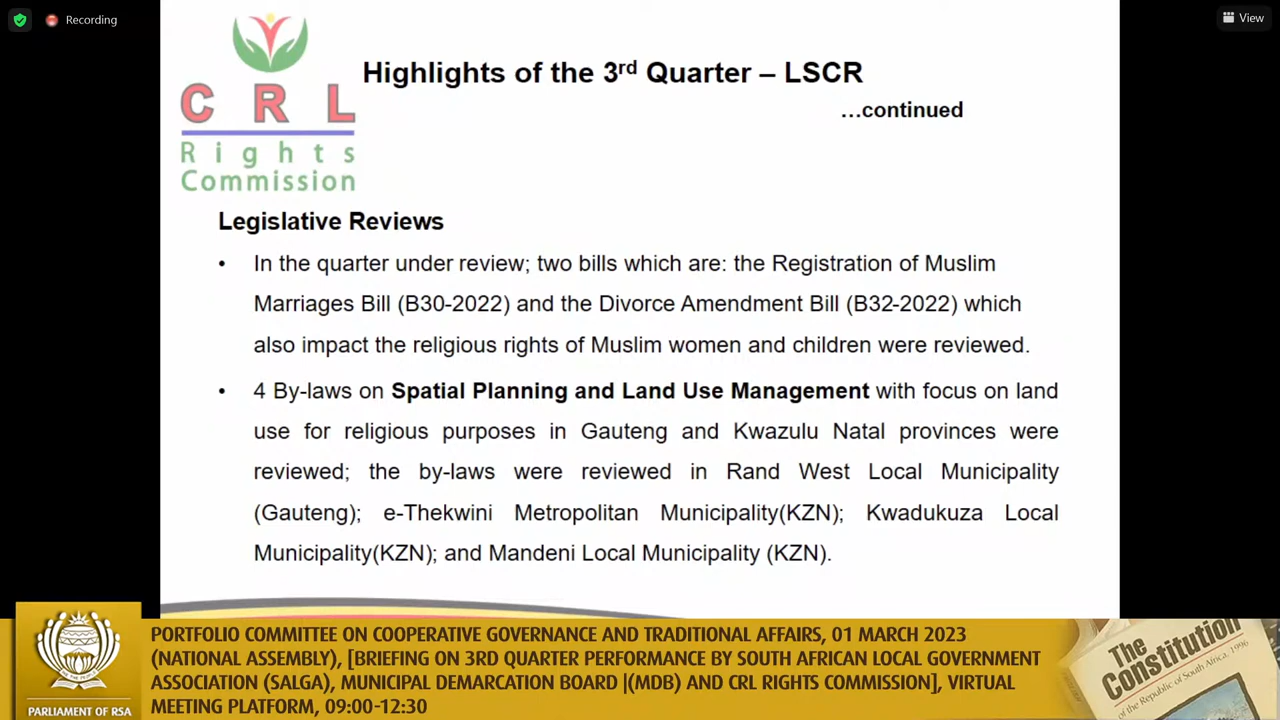 Recording
View
C R L
Rights
Commission
Highlights of the 3rd Quarter – LSCR
…continued
Legislative Reviews
• In the quarter under review; two bills which are: the Registration of Muslim
Marriages Bill (B30-2022) and the Divorce Amendment Bill (B32-2022) which
also impact the religious rights of Muslim women and children were reviewed.
• 4 By-laws on Spatial Planning and Land Use Management with focus on land
use for religious purposes in Gauteng and Kwazulu Natal provinces were
reviewed; the by-laws were reviewed in Rand West Local Municipality
(Gauteng); e-Thekwini Metropolitan Municipality(KZN); Kwadukuza Local
Municipality(KZN); and Mandeni Local Municipality (KZN).
PORTFOLIO COMMITTEE ON COOPERATIVE GOVERNANCE AND TRADITIONAL AFFAIRS, 01 MARCH 2023
(NATIONAL ASSEMBLY), [BRIEFING ON 3RD QUARTER PERFORMANCE BY SOUTH AFRICAN LOCAL GOVERNMENT
ASSOCIATION (SALGA), MUNICIPAL DEMARCATION BOARD |(MDB) AND CRL RIGHTS COMMISSION], VIRTUAL
MEETING PLATFORM, 09:00-12:30
PARLIAMENT OF RSA
The
Constitution
of the Republic of South Africa, 1996